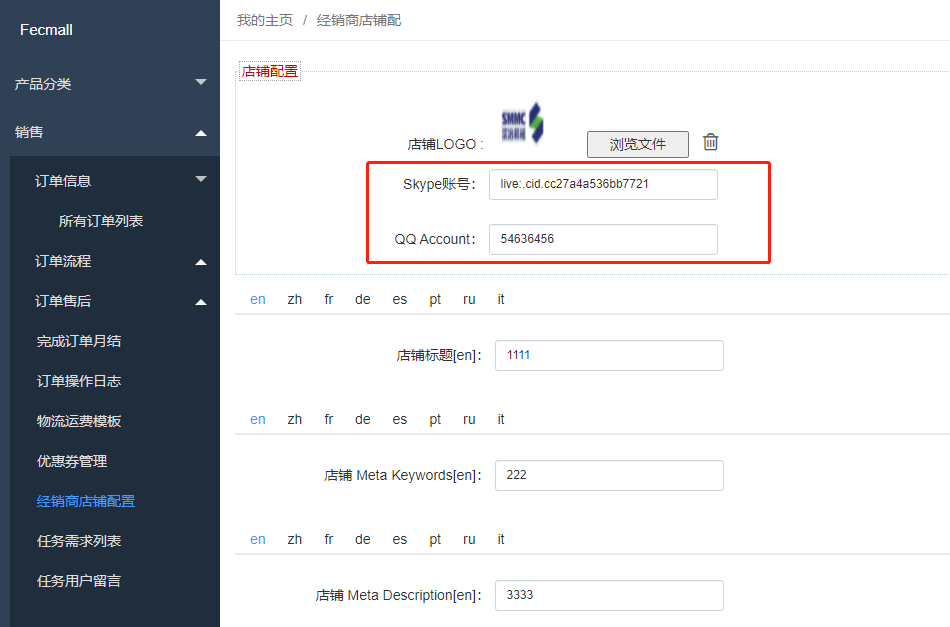 Fecmall
产品分类
销售
订单信息
所有订单列表
订单流程
订单售后
完成订单月结
订单操作日志
物流运费模板
优惠券管理
经销商店铺配置
任务需求列表
任务用户留言
我的主页 / 经销商店铺配
店铺配置
SMMC
店铺LOGO :
浏览文件
Skype账号: live:.cid.cc27a4a536bb7721
QQ Account: 54636456
en zh fr de es pt ru it
店铺标题[en]: 1111
en zh fr de es pt ru it
店铺 Meta Keywords[en]: 222
en zh fr de es pt ru it
店铺 Meta Description[en]: 3333